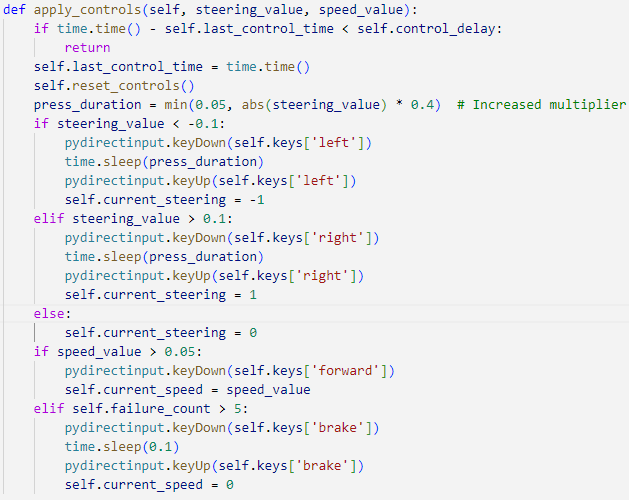 def apply_controls(self, steering_value, speed_value):
    if time.time() - self.last_control_time < self.control_delay:
        return
    self.last_control_time = time.time()
    self.reset_controls()
    press_duration = min(0.05, abs(steering_value) * 0.4)  # Increased multiplier
    if steering_value < -0.1:
        pydirectinput.keyDown(self.keys['left'])
        time.sleep(press_duration)
        pydirectinput.keyUp(self.keys['left'])
        self.current_steering = -1
    elif steering_value > 0.1:
        pydirectinput.keyDown(self.keys['right'])
        time.sleep(press_duration)
        pydirectinput.keyUp(self.keys['right'])
        self.current_steering = 1
    else:
        self.current_steering = 0
    if speed_value > 0.05:
        pydirectinput.keyDown(self.keys['forward'])
        self.current_speed = speed_value
    elif self.failure_count > 5:
        pydirectinput.keyDown(self.keys['brake'])
        time.sleep(0.1)
        pydirectinput.keyUp(self.keys['brake'])
        self.current_speed = 0